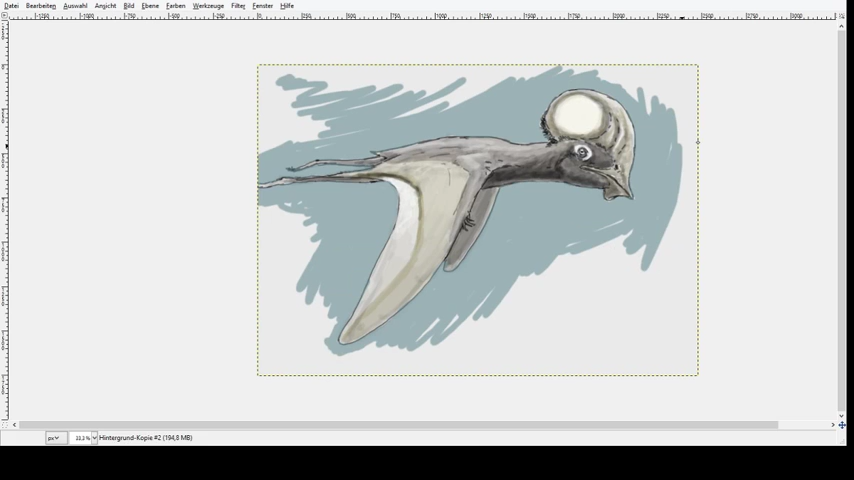 Datei Bearbeiten Auswahl Ansicht Bild Ebene Farben Werkzeuge Filter Fenster Hilfe
px 33,3 % Hintergrund-Kopie #2 (194,8 MB)